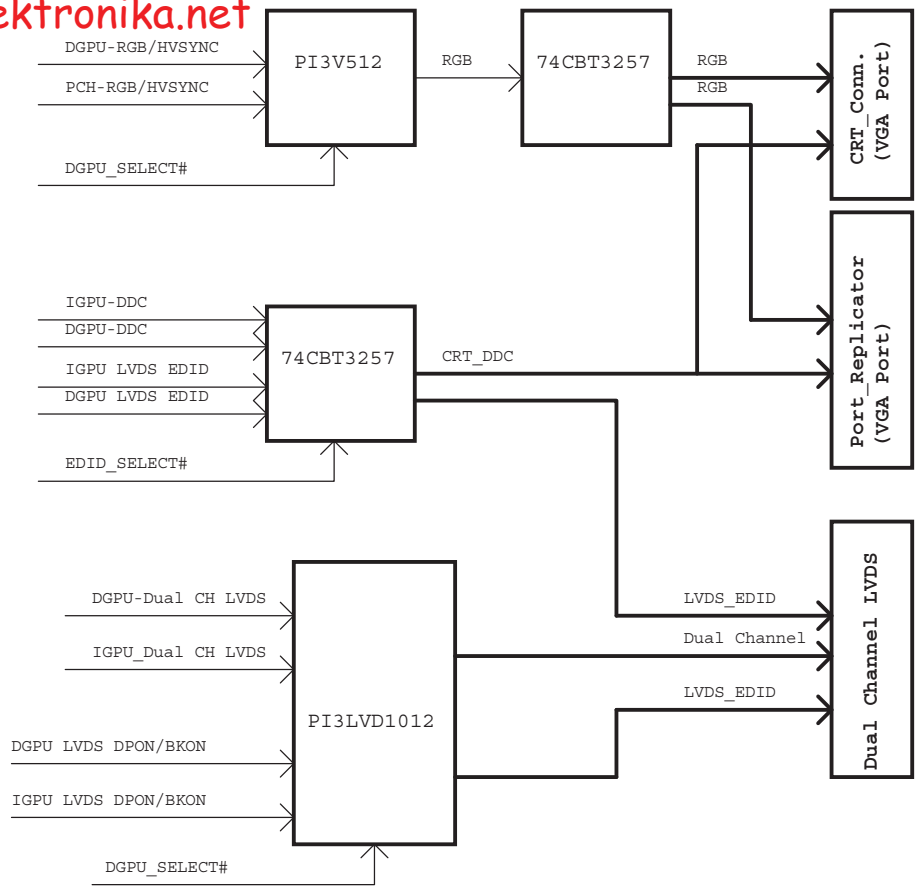 ektronika.net
DGPU-RGB/HVSYNC
PCH-RGB/HVSYNC
DGPU_SELECT#
PI3V512
RGB
74CBT3257
RGB
RGB
CRT_Conn.
(VGA Port)
IGPU-DDC
DGPU-DDC
IGPU LVDS EDID
DGPU LVDS EDID
EDID_SELECT#
74CBT3257
CRT_DDC
Port_Replicator
(VGA Port)
DGPU-Dual CH LVDS
IGPU_Dual CH LVDS
DGPU LVDS DPON/BKON
IGPU LVDS DPON/BKON
DGPU_SELECT#
PI3LVD1012
LVDS_EDID
Dual Channel
LVDS_EDID
Dual Channel LVDS